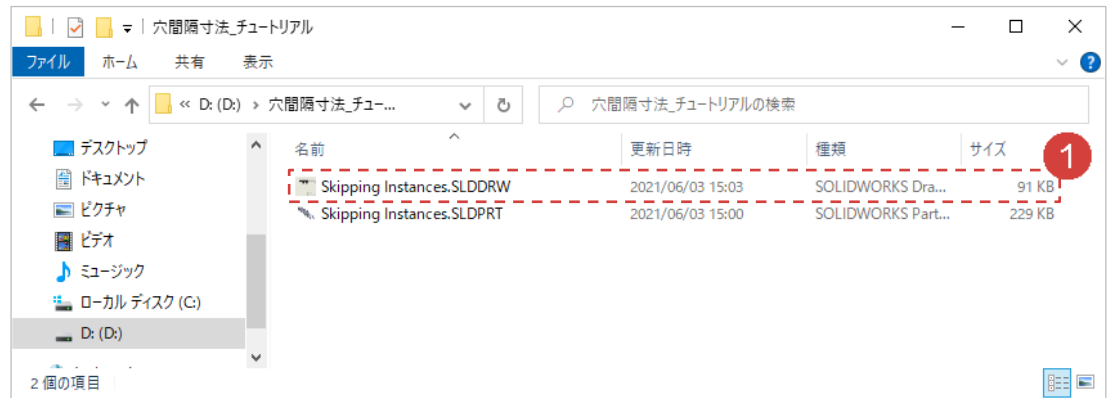 穴間隔寸法_チュートリアル
ファイル ホーム 共有 表示
« D: (D:) › 穴間隔寸法_チュー... 穴間隔寸法_チュートリアルの検索
デスクトップ
ドキュメント
ピクチャ
ビデオ
ミュージック
ローカル ディスク (C:)
D: (D:)
名前 更新日時 種類 サイズ
1
Skipping Instances.SLDDRW 2021/06/03 15:03 SOLIDWORKS Dra... 91 KB
Skipping Instances.SLDPRT 2021/06/03 15:00 SOLIDWORKS Part... 229 KB
2 個の項目